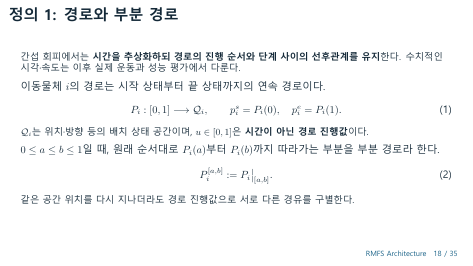 정의 1: 경로와 부분 경로
간섭 회피에서는 시간을 추상화하되 경로의 진행 순서와 단계 사이의 선후관계를 유지한다. 수치적인
시각·속도는 이후 실제 운동과 성능 평가에서 다룬다.
이동물체 i의 경로는 시작 상태부터 끝 상태까지의 연속 경로이다.
P_i : [0, 1] ⟶ 𝒬_i,  p_i^s = P_i(0),  p_i^e = P_i(1). (1)
𝒬_i는 위치·방향 등의 배치 상태 공간이며, u ∈ [0, 1]은 시간이 아닌 경로 진행값이다.
0 ≤ a ≤ b ≤ 1일 때, 원래 순서대로 P_i(a)부터 P_i(b)까지 따라가는 부분을 부분 경로라 한다.
P_i^{[a,b]} := P_i|_{[a,b]}. (2)
같은 공간 위치를 다시 지나더라도 경로 진행값으로 서로 다른 경유를 구별한다.
RMFS Architecture 18 / 35